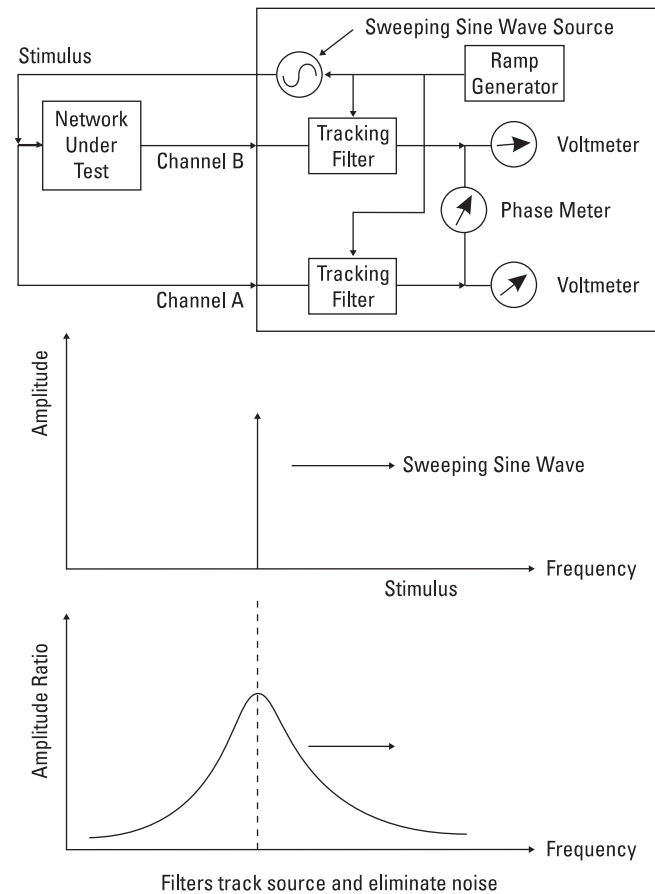 Sweeping Sine Wave Source
Stimulus
Ramp
Generator
Network
Under
Test
Channel B
Tracking
Filter
Voltmeter
Phase Meter
Channel A
Tracking
Filter
Voltmeter
Amplitude
Sweeping Sine Wave
Frequency
Stimulus
Amplitude Ratio
Frequency
Filters track source and eliminate noise